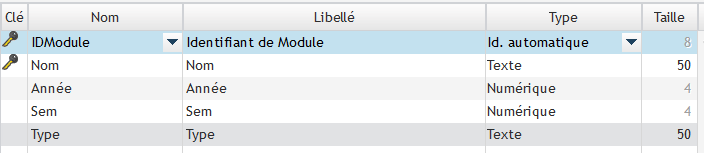 Clé Nom Libellé Type Taille
IDModule Identifiant de Module Id. automatique 8
Nom Nom Texte 50
Année Année Numérique 4
Sem Sem Numérique 4
Type Type Texte 50